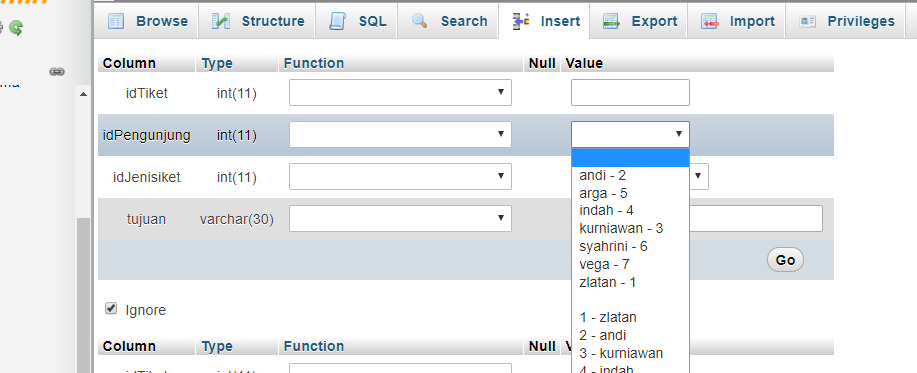 Browse Structure SQL Search Insert Export Import Privileges
Column Type Function Null Value
idTiket int(11)
idPengunjung int(11)
andi - 2
idJenisiket int(11)
arga - 5
indah - 4
tujuan varchar(30)
kurniawan - 3
syahrini - 6
vega - 7
Go
zlatan - 1
Ignore
1 - zlatan
2 - andi
Column Type Function Null V
3 - kurniawan
4 - indah